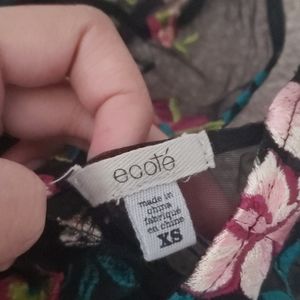 ecoté
made in
china
fabriqué
en chine
XS